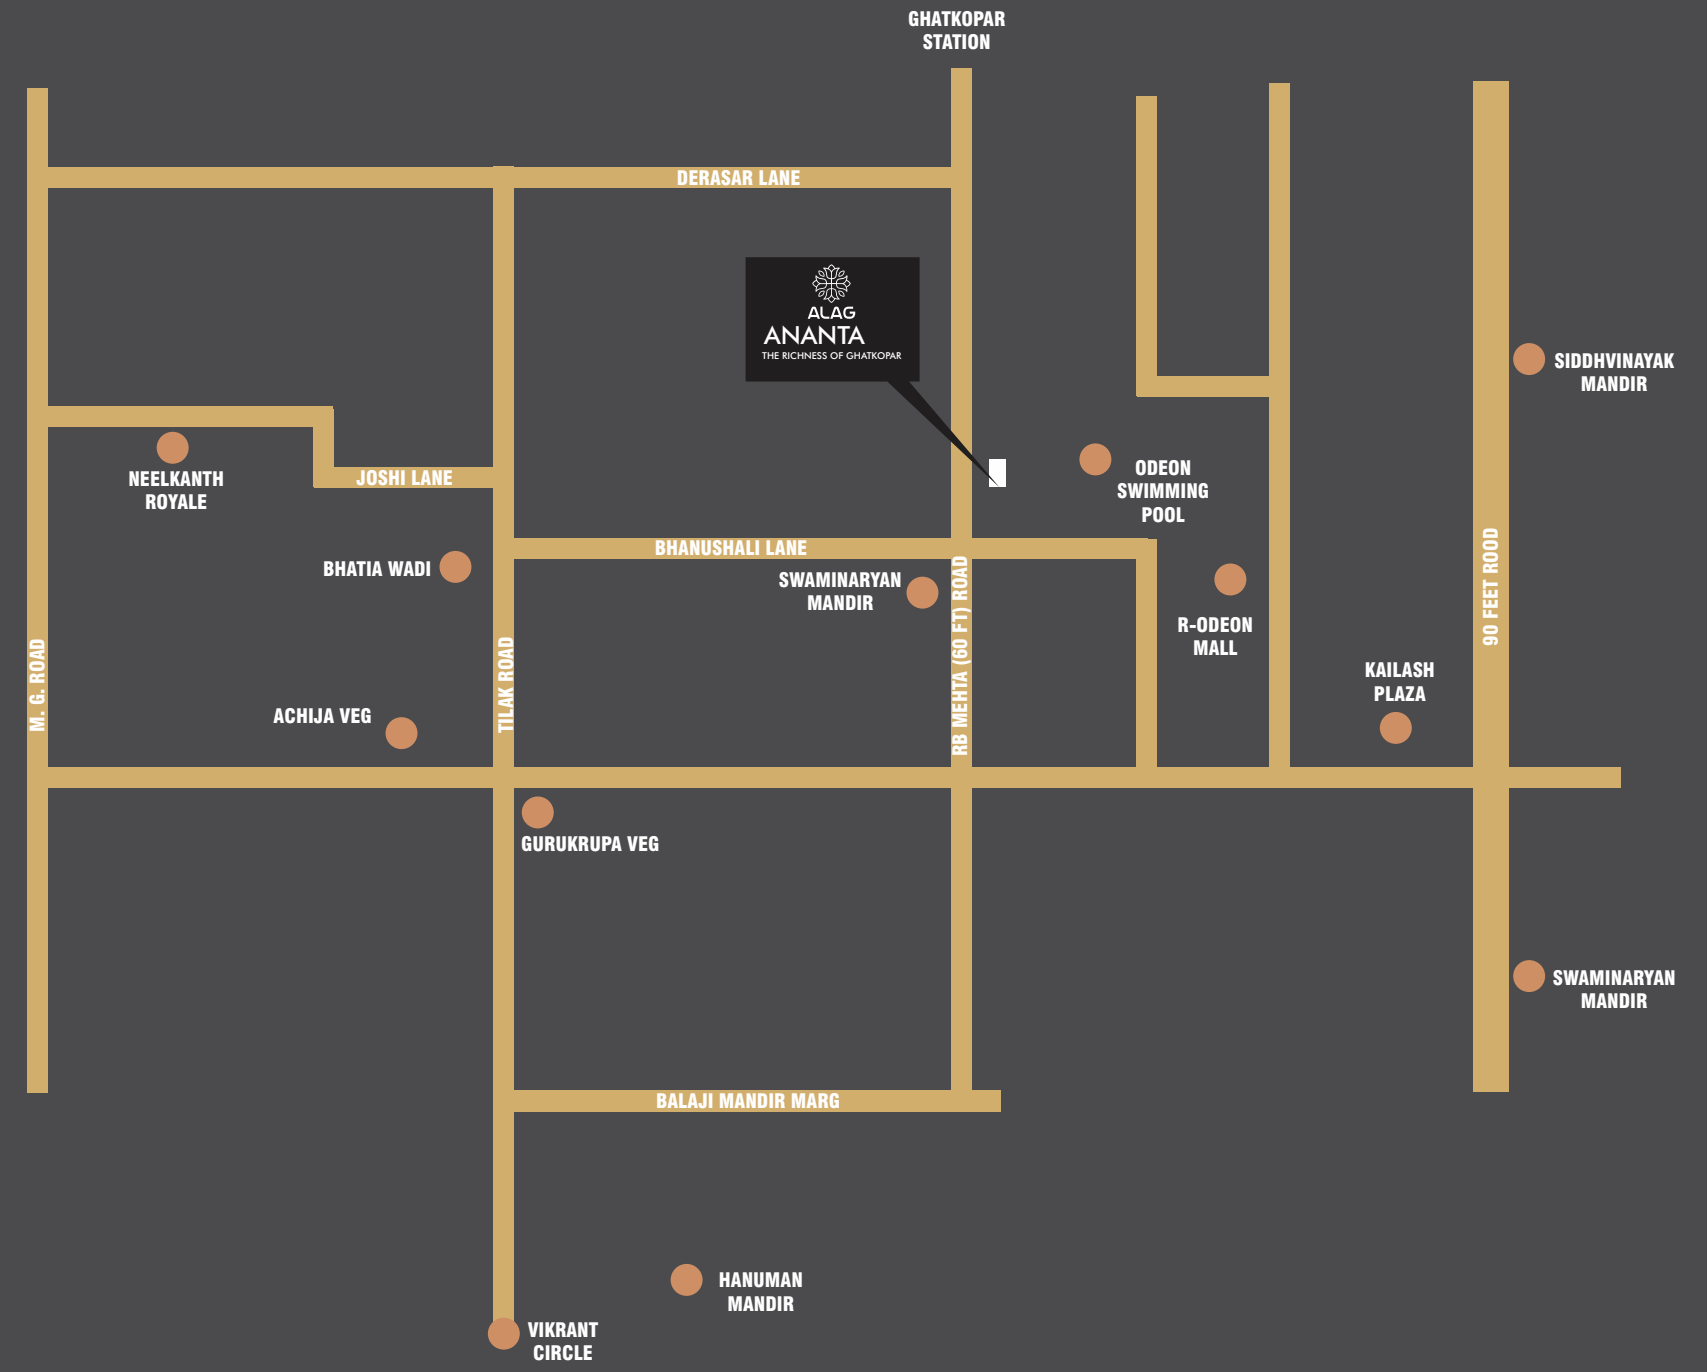 GHATKOPAR
STATION
DERASAR LANE
ALAG
ANANTA
THE RICHNESS OF GHATKOPAR
SIDDHVINAYAK
MANDIR
NEELKANTH
ROYALE
JOSHI LANE
ODEON
SWIMMING
POOL
BHANUSHALI LANE
BHATIA WADI
SWAMINARYAN
MANDIR
R-ODEON
MALL
90 FEET ROOD
M. G. ROAD
TILAK ROAD
RB MEHTA (60 FT) ROAD
KAILASH
PLAZA
ACHIJA VEG
GURUKRUPA VEG
SWAMINARYAN
MANDIR
BALAJI MANDIR MARG
HANUMAN
MANDIR
VIKRANT
CIRCLE